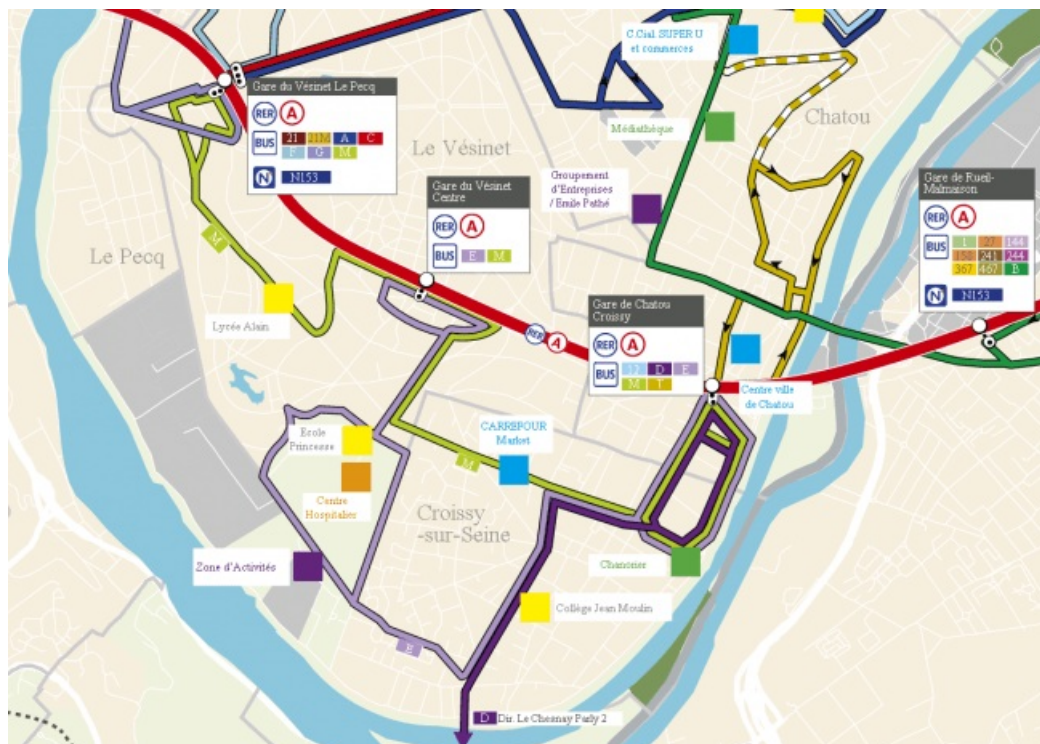 C.Cial. SUPER U
et commerces
Chatou
Gare du Vésinet Le Pecq
RER A
BUS 21 21M A C
F G M
N N153
Médiathèque
Le Vésinet
Groupement
d'Entreprises
/ Emile Pathé
Gare du Vésinet
Centre
RER A
BUS E M
Gare de Rueil-
Malmaison
RER A
BUS 1 27 144
158 241 244
367 467 B
N N153
M
Le Pecq
Lycée Alain
Gare de Chatou
Croissy
RER A
BUS 12 D E
M T
RER A
Centre ville
de Chatou
Ecole
Princesse
CARREFOUR
Market
M
Centre
Hospitalier
Croissy
-sur-Seine
Zone d'Activités
Chanorier
Collège Jean Moulin
E
D Dir. Le Chesnay Parly 2